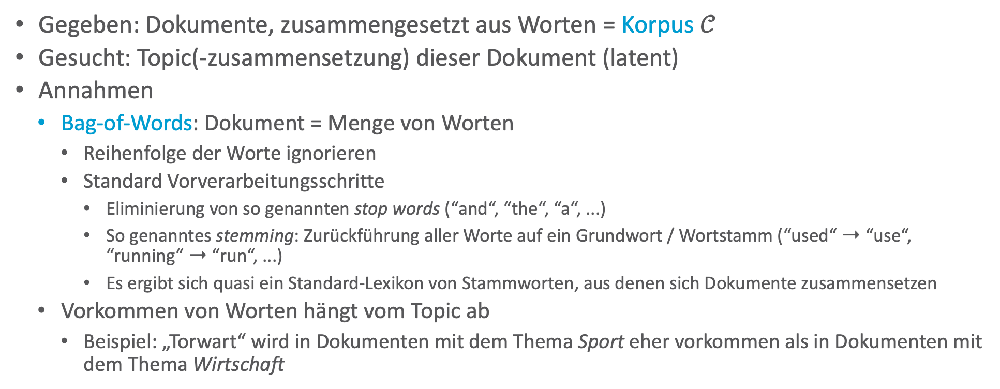 • Gegeben: Dokumente, zusammengesetzt aus Worten = Korpus 𝒞
• Gesucht: Topic(-zusammensetzung) dieser Dokument (latent)
• Annahmen
• Bag-of-Words: Dokument = Menge von Worten
• Reihenfolge der Worte ignorieren
• Standard Vorverarbeitungsschritte
• Eliminierung von so genannten stop words (“and“, “the“, “a“, ...)
• So genanntes stemming: Zurückführung aller Worte auf ein Grundwort / Wortstamm (“used“ → “use“,
“running“ → “run“, ...)
• Es ergibt sich quasi ein Standard-Lexikon von Stammworten, aus denen sich Dokumente zusammensetzen
• Vorkommen von Worten hängt vom Topic ab
• Beispiel: „Torwart“ wird in Dokumenten mit dem Thema Sport eher vorkommen als in Dokumenten mit
dem Thema Wirtschaft